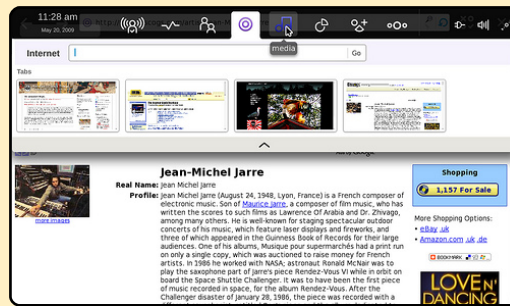 11:28 am
May 20, 2009
media
Internet
Go
Tabs
Jean-Michel Jarre
Real Name: Jean Michel Jarre
Profile: Jean Michel Jarre (August 24, 1948, Lyon, France) is a French composer of
electronic music. Son of Maurice Jarre, a composer of film music, who has
written the scores to such films as Lawrence Of Arabia and Dr. Zhivago,
among many others. He is well-known for staging spectacular outdoor
concerts of his music, which feature laser displays and fireworks, and
three of which appeared in the Guinness Book of Records for their large
audiences. One of his albums, Musique pour supermarchés had a print run
on only a single copy, which was auctioned to raise money for French
artists. In 1986 he worked with NASA; astronaut Ronald McNair was to
play the saxophone part of Jarre's piece Rendez-Vous VI while in orbit on
board the Space Shuttle Challenger. It was to have been the first piece
of music recorded in space, for the album Rendez-Vous. After the
Challenger disaster of January 28, 1986, the piece was recorded with a
more images
Shopping
1,157 For Sale
More Shopping Options:
• eBay .uk
• Amazon.com .uk .de
BOOKMARK
LOVE N'
DANCING